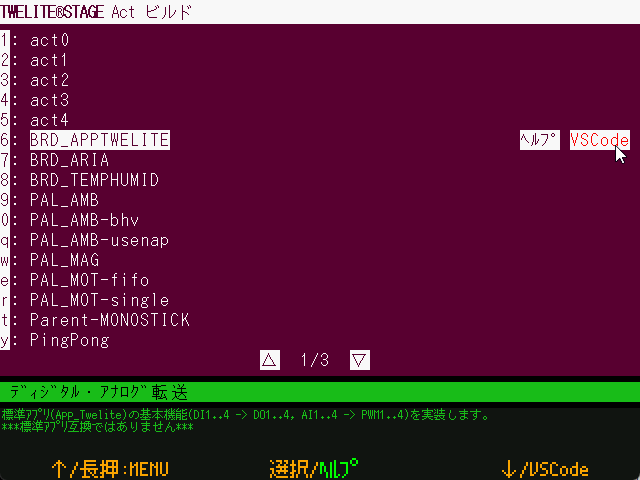 TWELITE®STAGE Act ビルド
1: act0
2: act1
3: act2
4: act3
5: act4
6: BRD_APPTWELITE ﾍﾙﾌﾟ VSCode
7: BRD_ARIA
8: BRD_TEMPHUMID
9: PAL_AMB
0: PAL_AMB-bhv
q: PAL_AMB-usenap
w: PAL_MAG
e: PAL_MOT-fifo
r: PAL_MOT-single
t: Parent-MONOSTICK
y: PingPong
△ 1/3 ▽
ﾃﾞｨｼﾞﾀﾙ・ｱﾅﾛｸﾞ転送
標準ｱﾌﾟﾘ(App_Twelite)の基本機能(DI1..4 -> DO1..4, AI1..4 -> PWM1..4)を実装します。
***標準ｱﾌﾟﾘ互換ではありません***
↑/長押:MENU 選択/ﾍﾙﾌﾟ ↓/VSCode